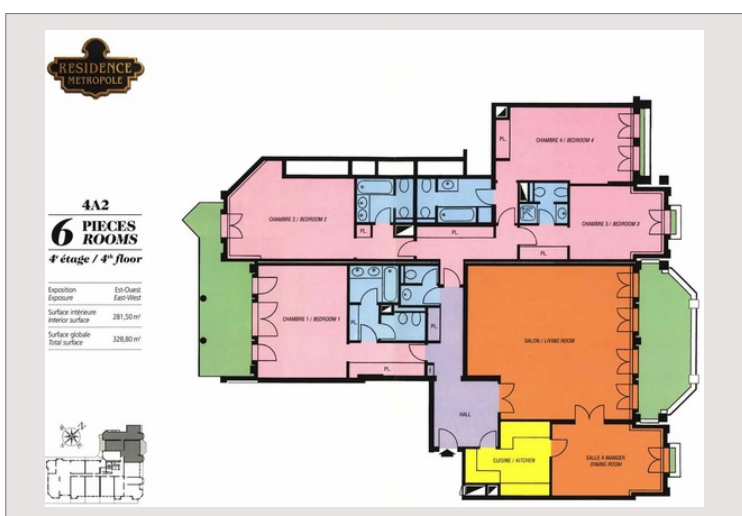 RESIDENCE
METROPOLE
4A2
6 PIECES
ROOMS
4e étage / 4th floor
Exposition Est-Ouest
Exposure East-West
Surface intérieure 281,50 m²
Interior surface
Surface globale 328,80 m²
Total surface
CHAMBRE 4 / BEDROOM 4
PL.
CHAMBRE 2 / BEDROOM 2
CHAMBRE 3 / BEDROOM 3
PL.
PL.
PL.
CHAMBRE 1 / BEDROOM 1
PL.
PL.
PL.
SALON / LIVING ROOM
HALL
CUISINE / KITCHEN
SALLE A MANGER
DINING ROOM